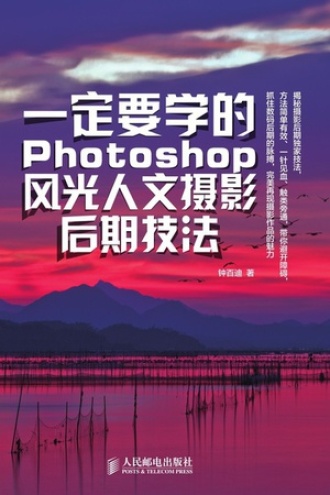 一定要学的
Photoshop
风光人文摄影
后期技法
揭秘摄影后期独家技法，
方法简单有效、一针见血、触类旁通，带你避开障碍，
抓住数码后期的脉搏，完美再现摄影作品的魅力
钟百迪 著
人民邮电出版社
POSTS & TELECOM PRESS